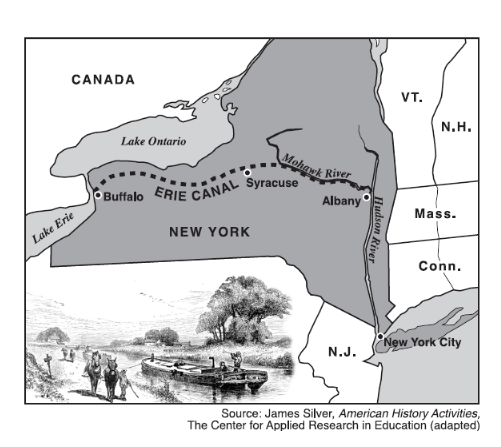 CANADA
VT.
N.H.
Lake Ontario
Mohawk River
Syracuse
ERIE CANAL
Buffalo
Albany
Hudson River
Mass.
Lake Erie
NEW YORK
Conn.
New York City
N.J.
Source: James Silver, American History Activities,
The Center for Applied Research in Education (adapted)